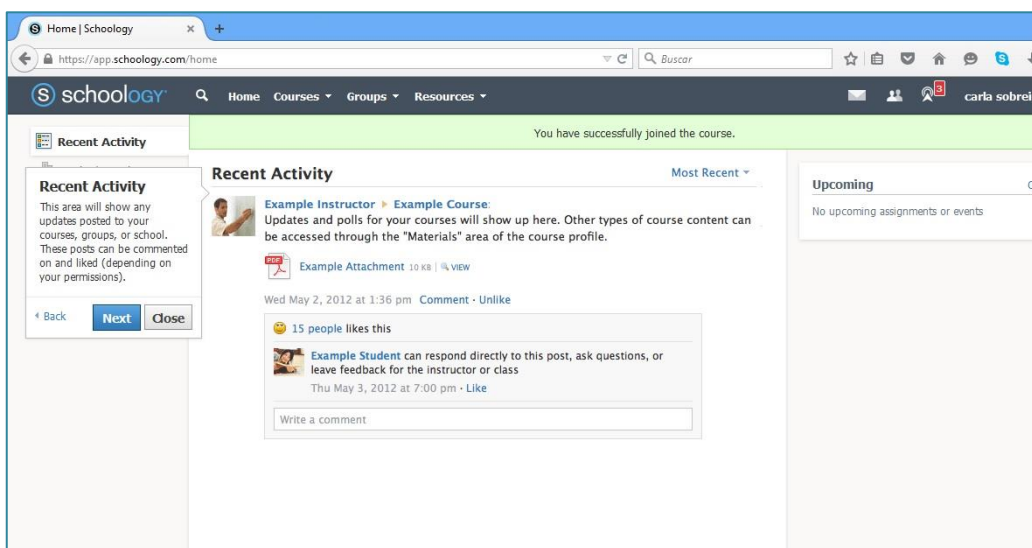 Home | Schoology
https://app.schoology.com/home
Buscar
S schoology
Home Courses Groups Resources
3
carla sobrei
Recent Activity
You have successfully joined the course.
Recent Activity
This area will show any
updates posted to your
courses, groups, or school.
These posts can be commented
on and liked (depending on
your permissions).
Back Next Close
Recent Activity
Most Recent
Example Instructor Example Course:
Updates and polls for your courses will show up here. Other types of course content can
be accessed through the "Materials" area of the course profile.
PDF
Example Attachment 10 KB | VIEW
Wed May 2, 2012 at 1:36 pm Comment · Unlike
15 people likes this
Example Student can respond directly to this post, ask questions, or
leave feedback for the instructor or class
Thu May 3, 2012 at 7:00 pm · Like
Write a comment
Upcoming
No upcoming assignments or events